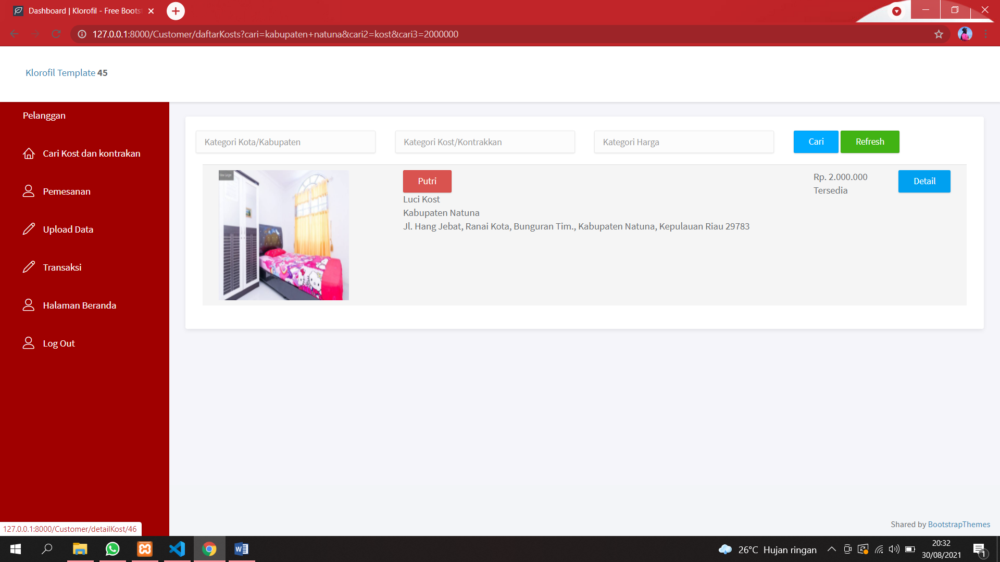 Dashboard | Klorofil - Free Boots
127.0.0.1:8000/Customer/daftarKosts?cari=kabupaten+natuna&cari2=kost&cari3=2000000
Klorofil Template 45
Pelanggan
Cari Kost dan kontrakan
Pemesanan
Upload Data
Transaksi
Halaman Beranda
Log Out
Kategori Kota/Kabupaten
Kategori Kost/Kontrakkan
Kategori Harga
Cari
Refresh
Putri
Luci Kost
Kabupaten Natuna
Jl. Hang Jebat, Ranai Kota, Bunguran Tim., Kabupaten Natuna, Kepulauan Riau 29783
Rp. 2.000.000
Tersedia
Detail
Shared by BootstrapThemes
127.0.0.1:8000/Customer/detailKost/46
26°C Hujan ringan
20:32
30/08/2021
1